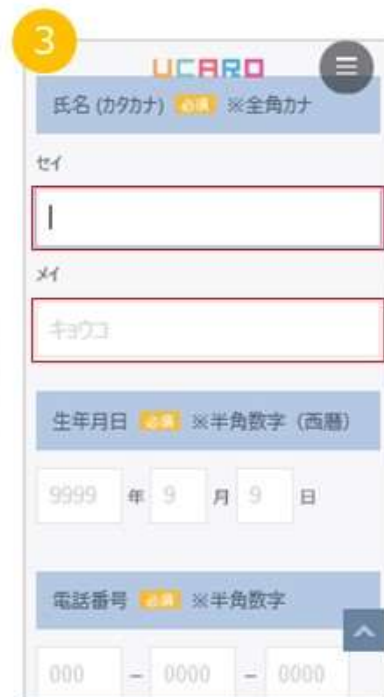 3
UCARO
氏名 (カタカナ) 必須 ※全角カナ
セイ
メイ
キョウコ
生年月日 必須 ※半角数字 (西暦)
9999 年 9 月 9 日
電話番号 必須 ※半角数字
000 - 0000 - 0000